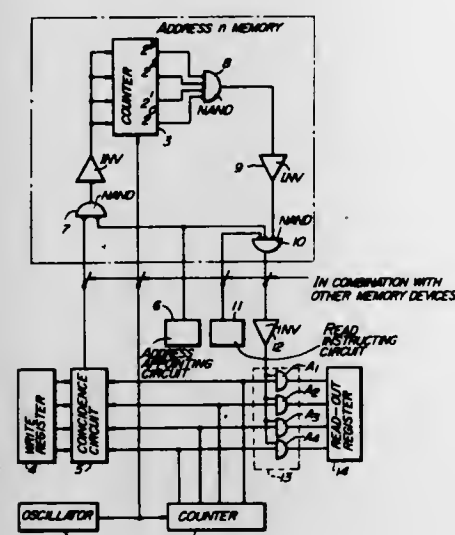 ADDRESS n MEMORY
COUNTER
3
8
NAND
9
INV
INV
NAND
7
NAND
10
IN COMBINATION WITH
OTHER MEMORY DEVICES
6
11
INV
12
ADDRESS
APPOINTING
CIRCUIT
READ
INSTRUCTING
CIRCUIT
WRITE
REGISTER
4
COINCIDENCE
CIRCUIT
5
A1
A2
A3
A4
13
READ-OUT
REGISTER
14
OSCILLATOR
COUNTER